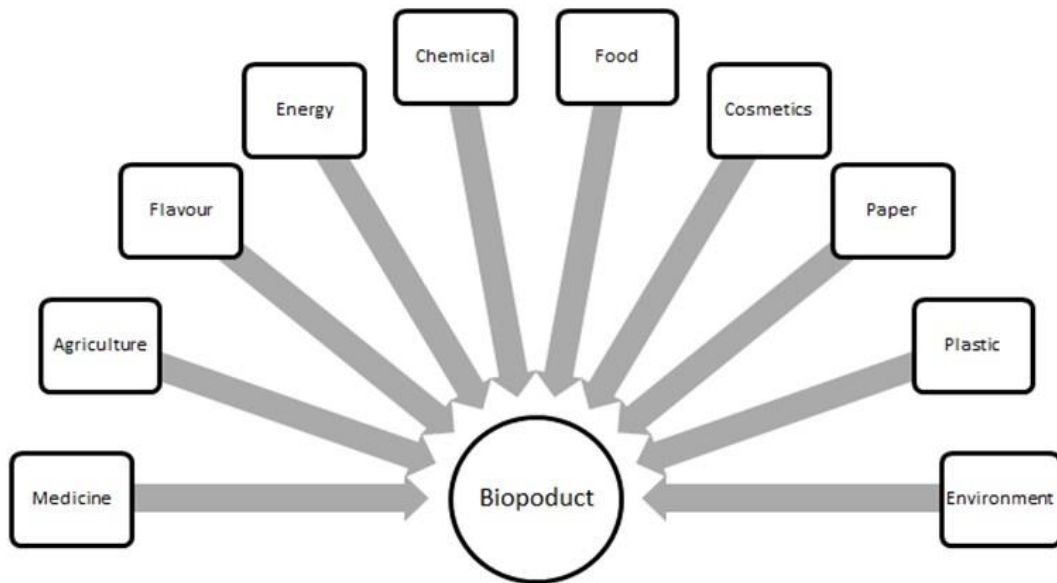 Chemical
Food
Energy
Cosmetics
Flavour
Paper
Agriculture
Plastic
Medicine
Biopoduct
Environment